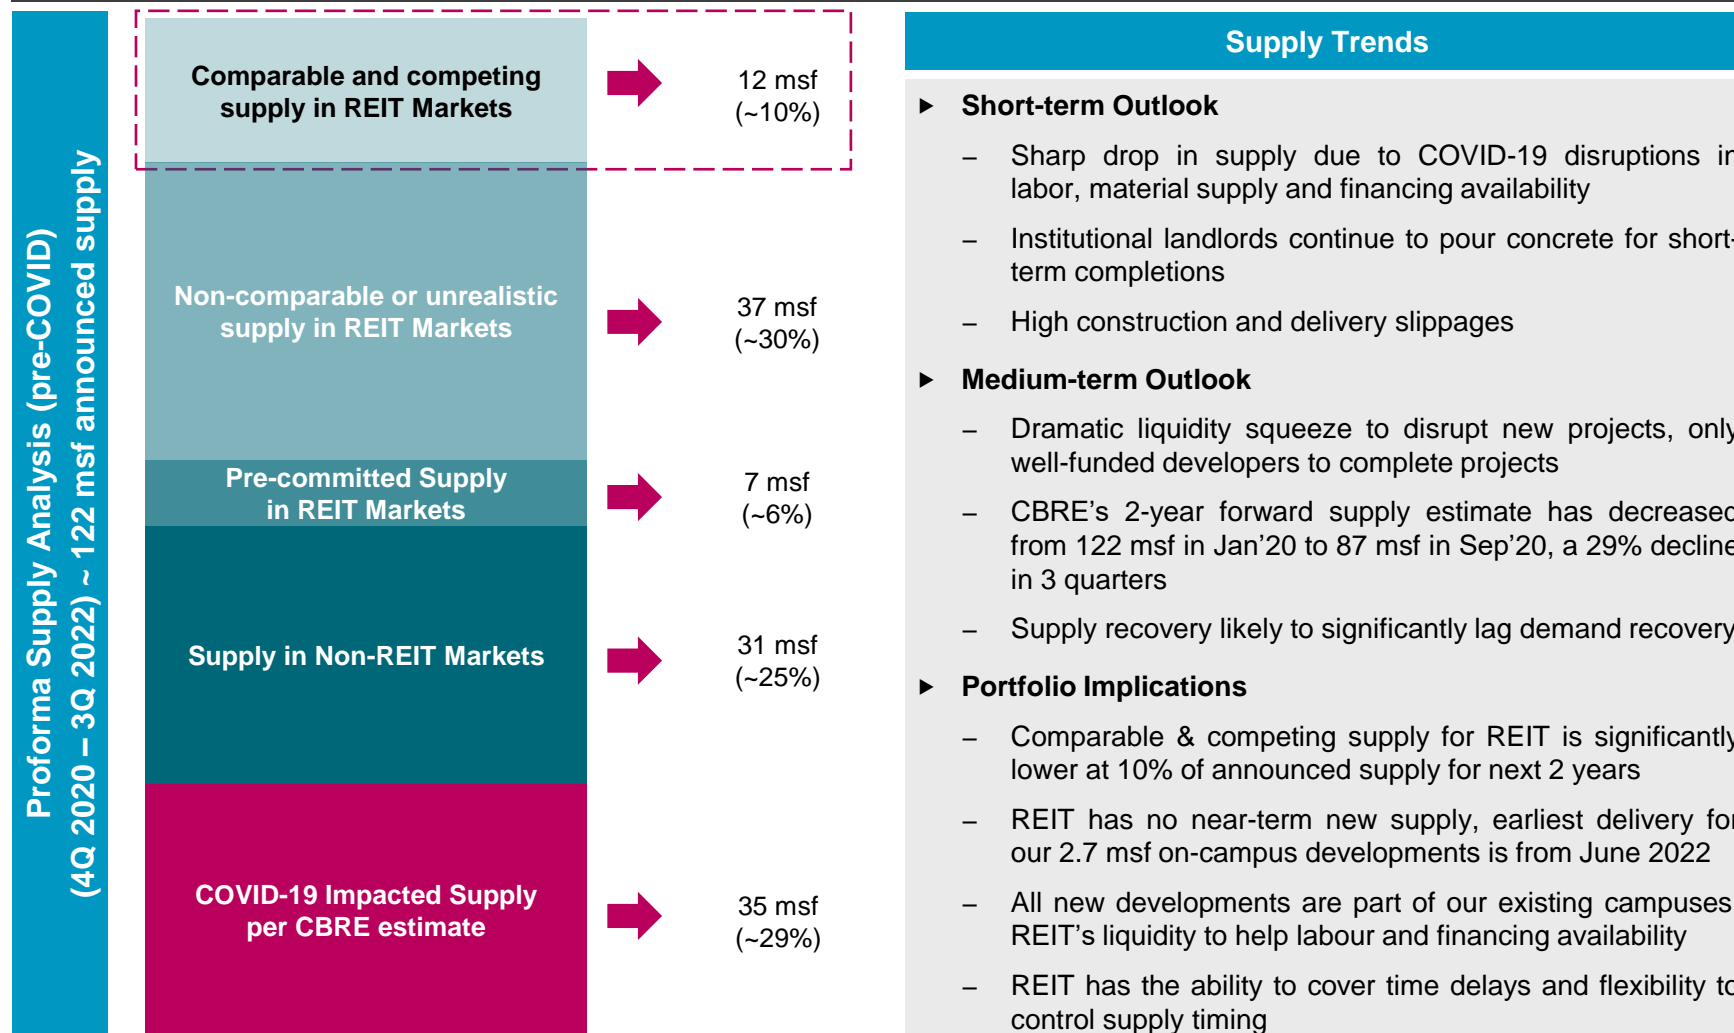 Proforma Supply Analysis (pre-COVID)
(4Q 2020 – 3Q 2022) ~ 122 msf announced supply
Comparable and competing
supply in REIT Markets
12 msf
(~10%)
Non-comparable or unrealistic
supply in REIT Markets
37 msf
(~30%)
Pre-committed Supply
in REIT Markets
7 msf
(~6%)
Supply in Non-REIT Markets
31 msf
(~25%)
COVID-19 Impacted Supply
per CBRE estimate
35 msf
(~29%)
Supply Trends
Short-term Outlook
– Sharp drop in supply due to COVID-19 disruptions in
labor, material supply and financing availability
– Institutional landlords continue to pour concrete for short-
term completions
– High construction and delivery slippages
Medium-term Outlook
– Dramatic liquidity squeeze to disrupt new projects, only
well-funded developers to complete projects
– CBRE’s 2-year forward supply estimate has decreased
from 122 msf in Jan’20 to 87 msf in Sep’20, a 29% decline
in 3 quarters
– Supply recovery likely to significantly lag demand recovery
Portfolio Implications
– Comparable & competing supply for REIT is significantly
lower at 10% of announced supply for next 2 years
– REIT has no near-term new supply, earliest delivery for
our 2.7 msf on-campus developments is from June 2022
– All new developments are part of our existing campuses
REIT’s liquidity to help labour and financing availability
– REIT has the ability to cover time delays and flexibility to
control supply timing